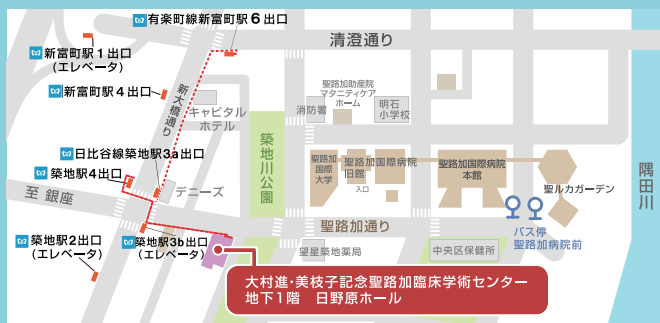 有楽町線新富町駅6出口
清澄通り
新富町駅1出口
(エレベータ)
新富町駅4出口
新大橋通り
キャピタル
ホテル
聖路加助産院
マタニティケア
ホーム
消防署
明石
小学校
築地川公園
日比谷線築地駅3a出口
築地駅4出口
デニーズ
至 銀座
聖路加
国際
大学
聖路加国際病院
旧館
入口
聖路加国際病院
本館
聖ルカガーデン
隅田川
バス停
聖路加病院前
聖路加通り
築地駅2出口
(エレベータ)
築地駅3b出口
(エレベータ)
望星築地薬局
中央区保健所
大村進・美枝子記念聖路加臨床学術センター
地下1階 日野原ホール